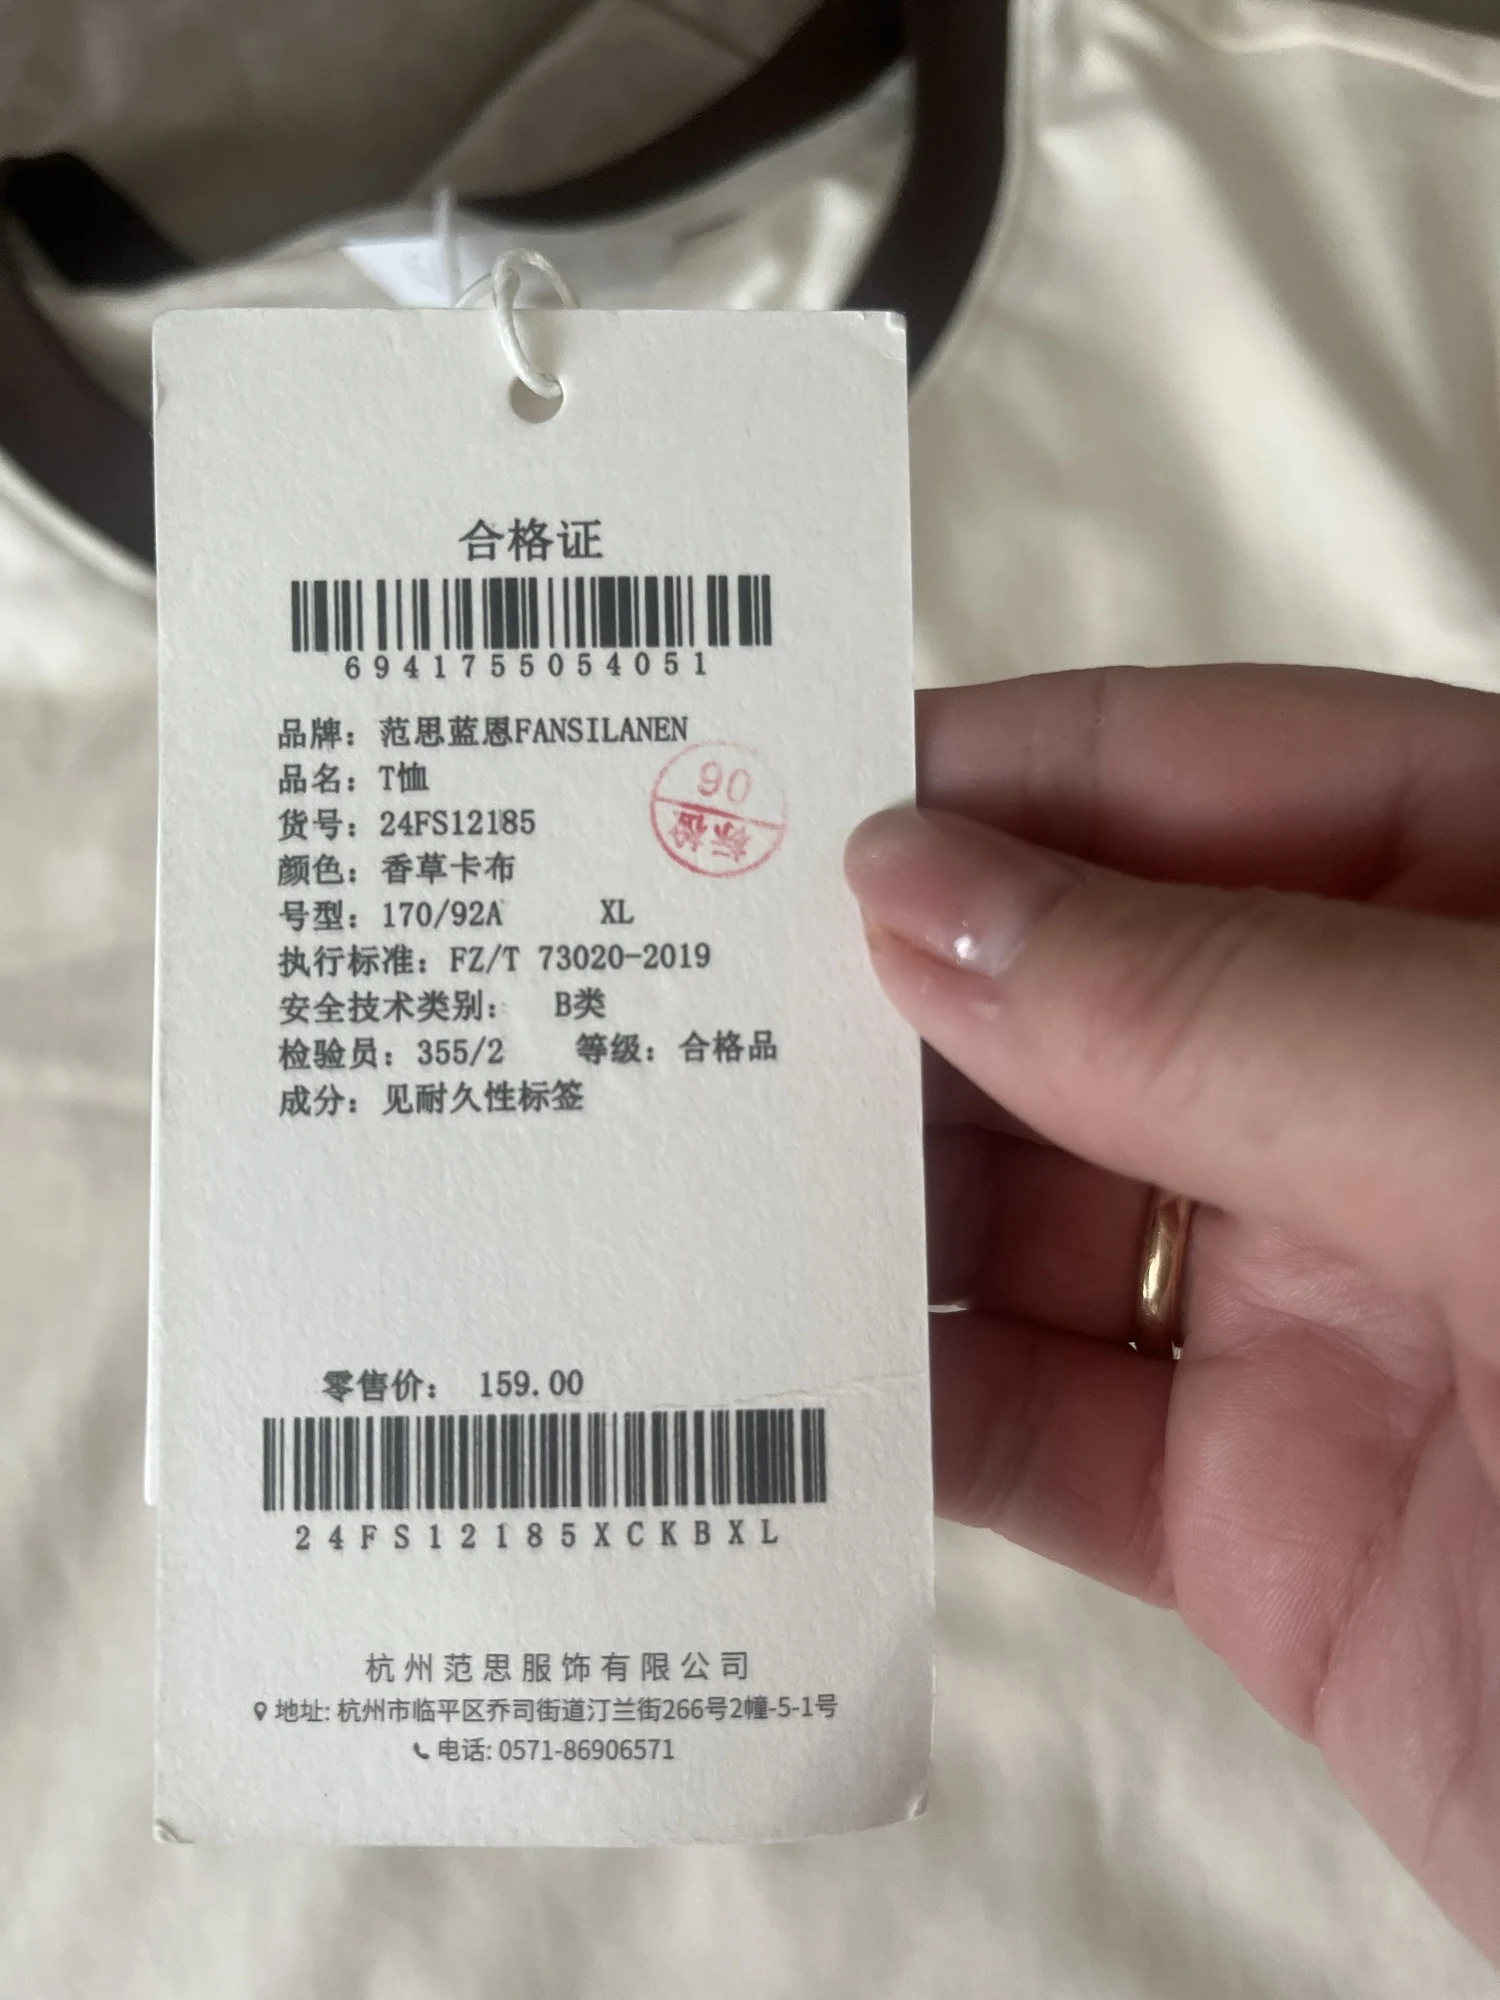 合格证
6941755054051
品牌：范思蓝恩FANSILANEN
品名：T恤
货号：24FS12185
颜色：香草卡布
号型：170/92A XL
执行标准：FZ/T 73020-2019
安全技术类别： B类
检验员：355/2 等级：合格品
成分：见耐久性标签
零售价： 159.00
24FS12185XCKBXL
杭州范思服饰有限公司
地址: 杭州市临平区乔司街道汀兰街266号2幢-5-1号
电话: 0571-86906571